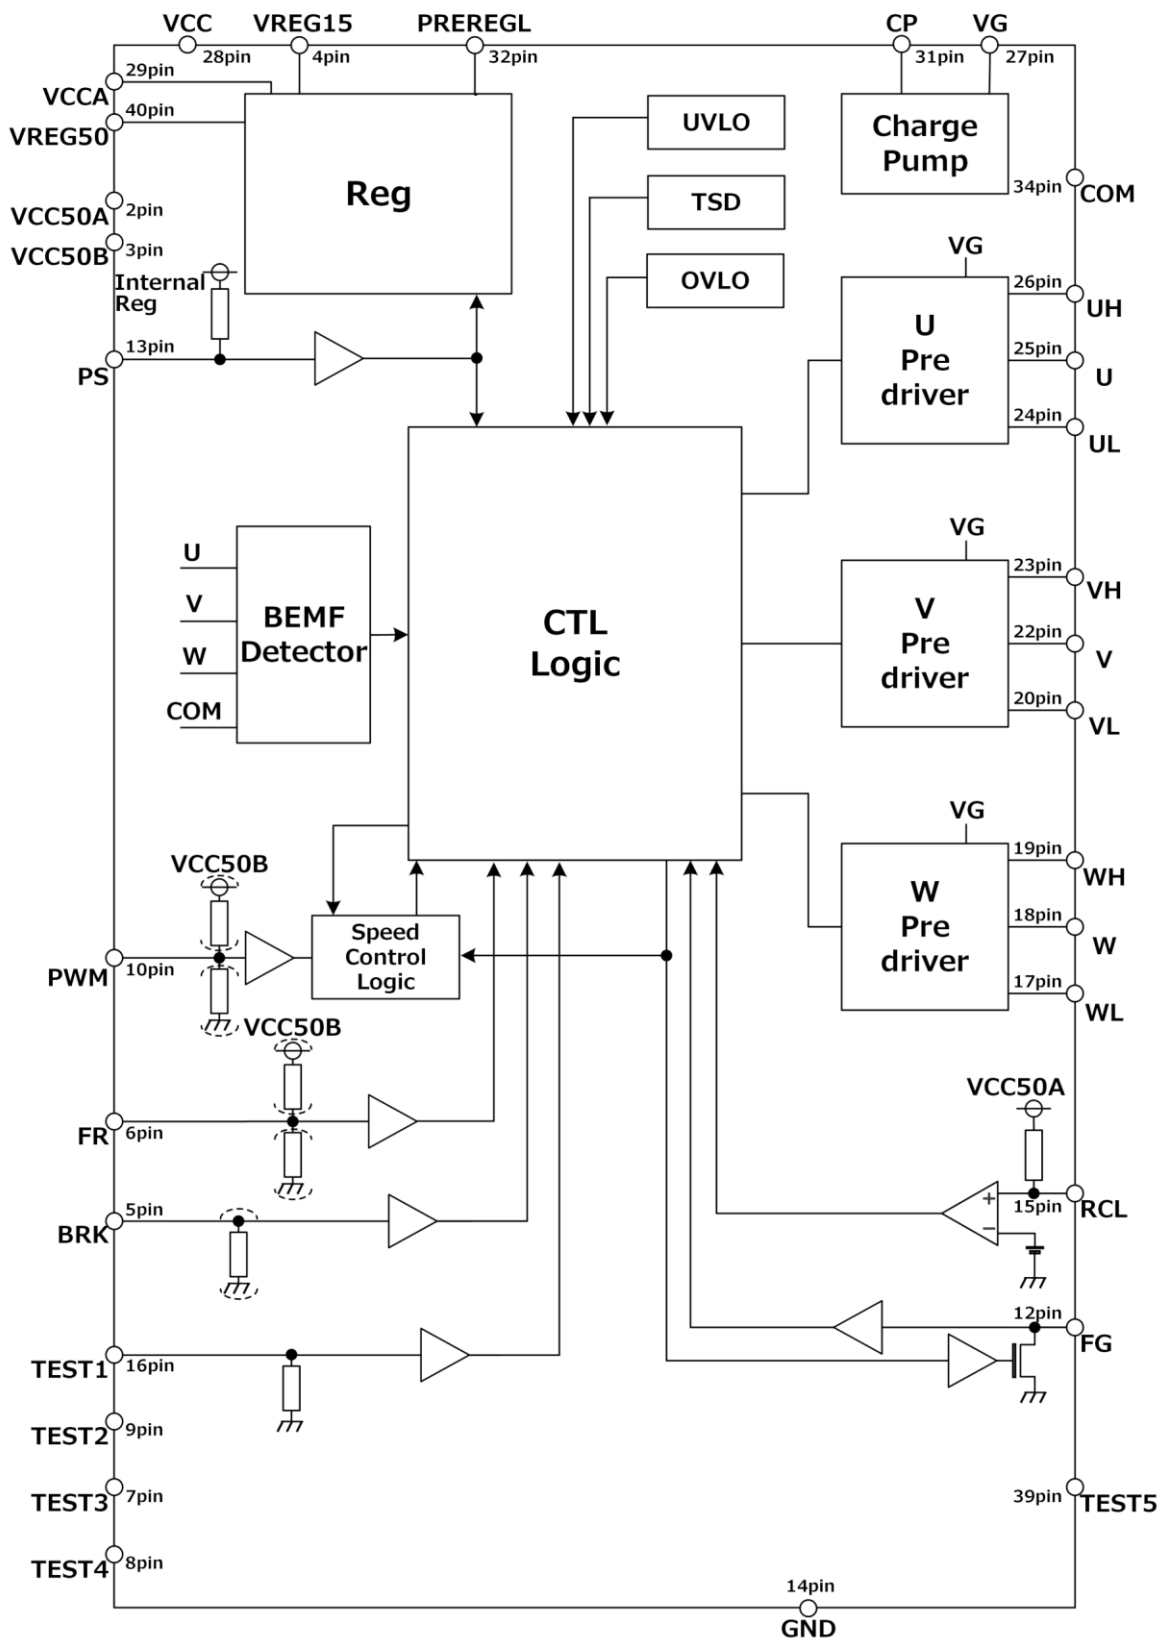 VCC
VREG15
PREREGL
CP
VG
28pin
4pin
32pin
31pin
27pin
29pin
VCCA
40pin
VREG50
Reg
UVLO
TSD
OVLO
Charge
Pump
34pin
COM
2pin
VCC50A
3pin
VCC50B
Internal
Reg
13pin
PS
VG
U
Pre
driver
26pin
UH
25pin
U
24pin
UL
U
V
W
COM
BEMF
Detector
CTL
Logic
VG
V
Pre
driver
23pin
VH
22pin
V
20pin
VL
VG
W
Pre
driver
19pin
WH
18pin
W
17pin
WL
VCC50B
PWM
10pin
Speed
Control
Logic
VCC50B
FR
6pin
5pin
BRK
VCC50A
+
−
15pin
RCL
12pin
FG
TEST1
16pin
TEST2
9pin
TEST3
7pin
39pin
TEST5
TEST4
8pin
14pin
GND